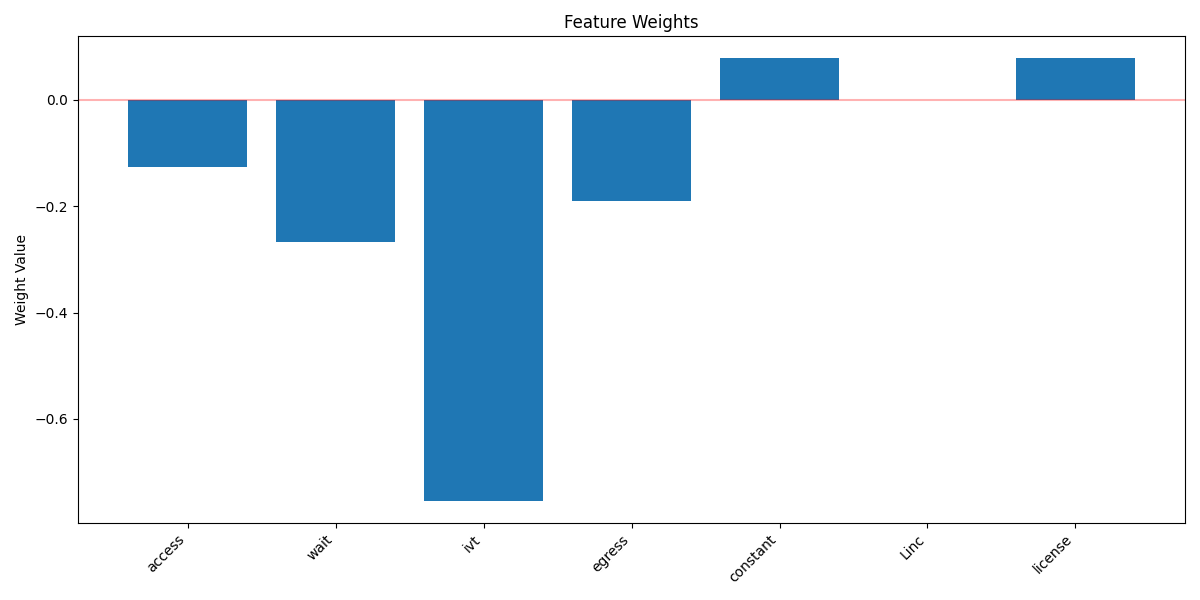 Feature Weights
0.0
−0.2
−0.4
−0.6
Weight Value
access
wait
ivt
egress
constant
Linc
license